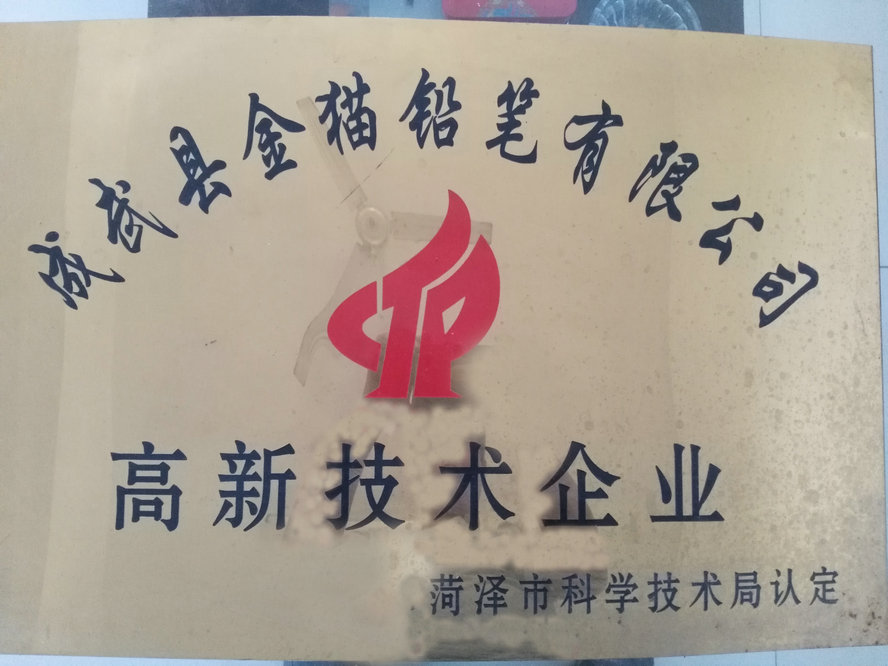 成武县金猫铅笔有限公司
高新技术企业
菏泽市科学技术局认定